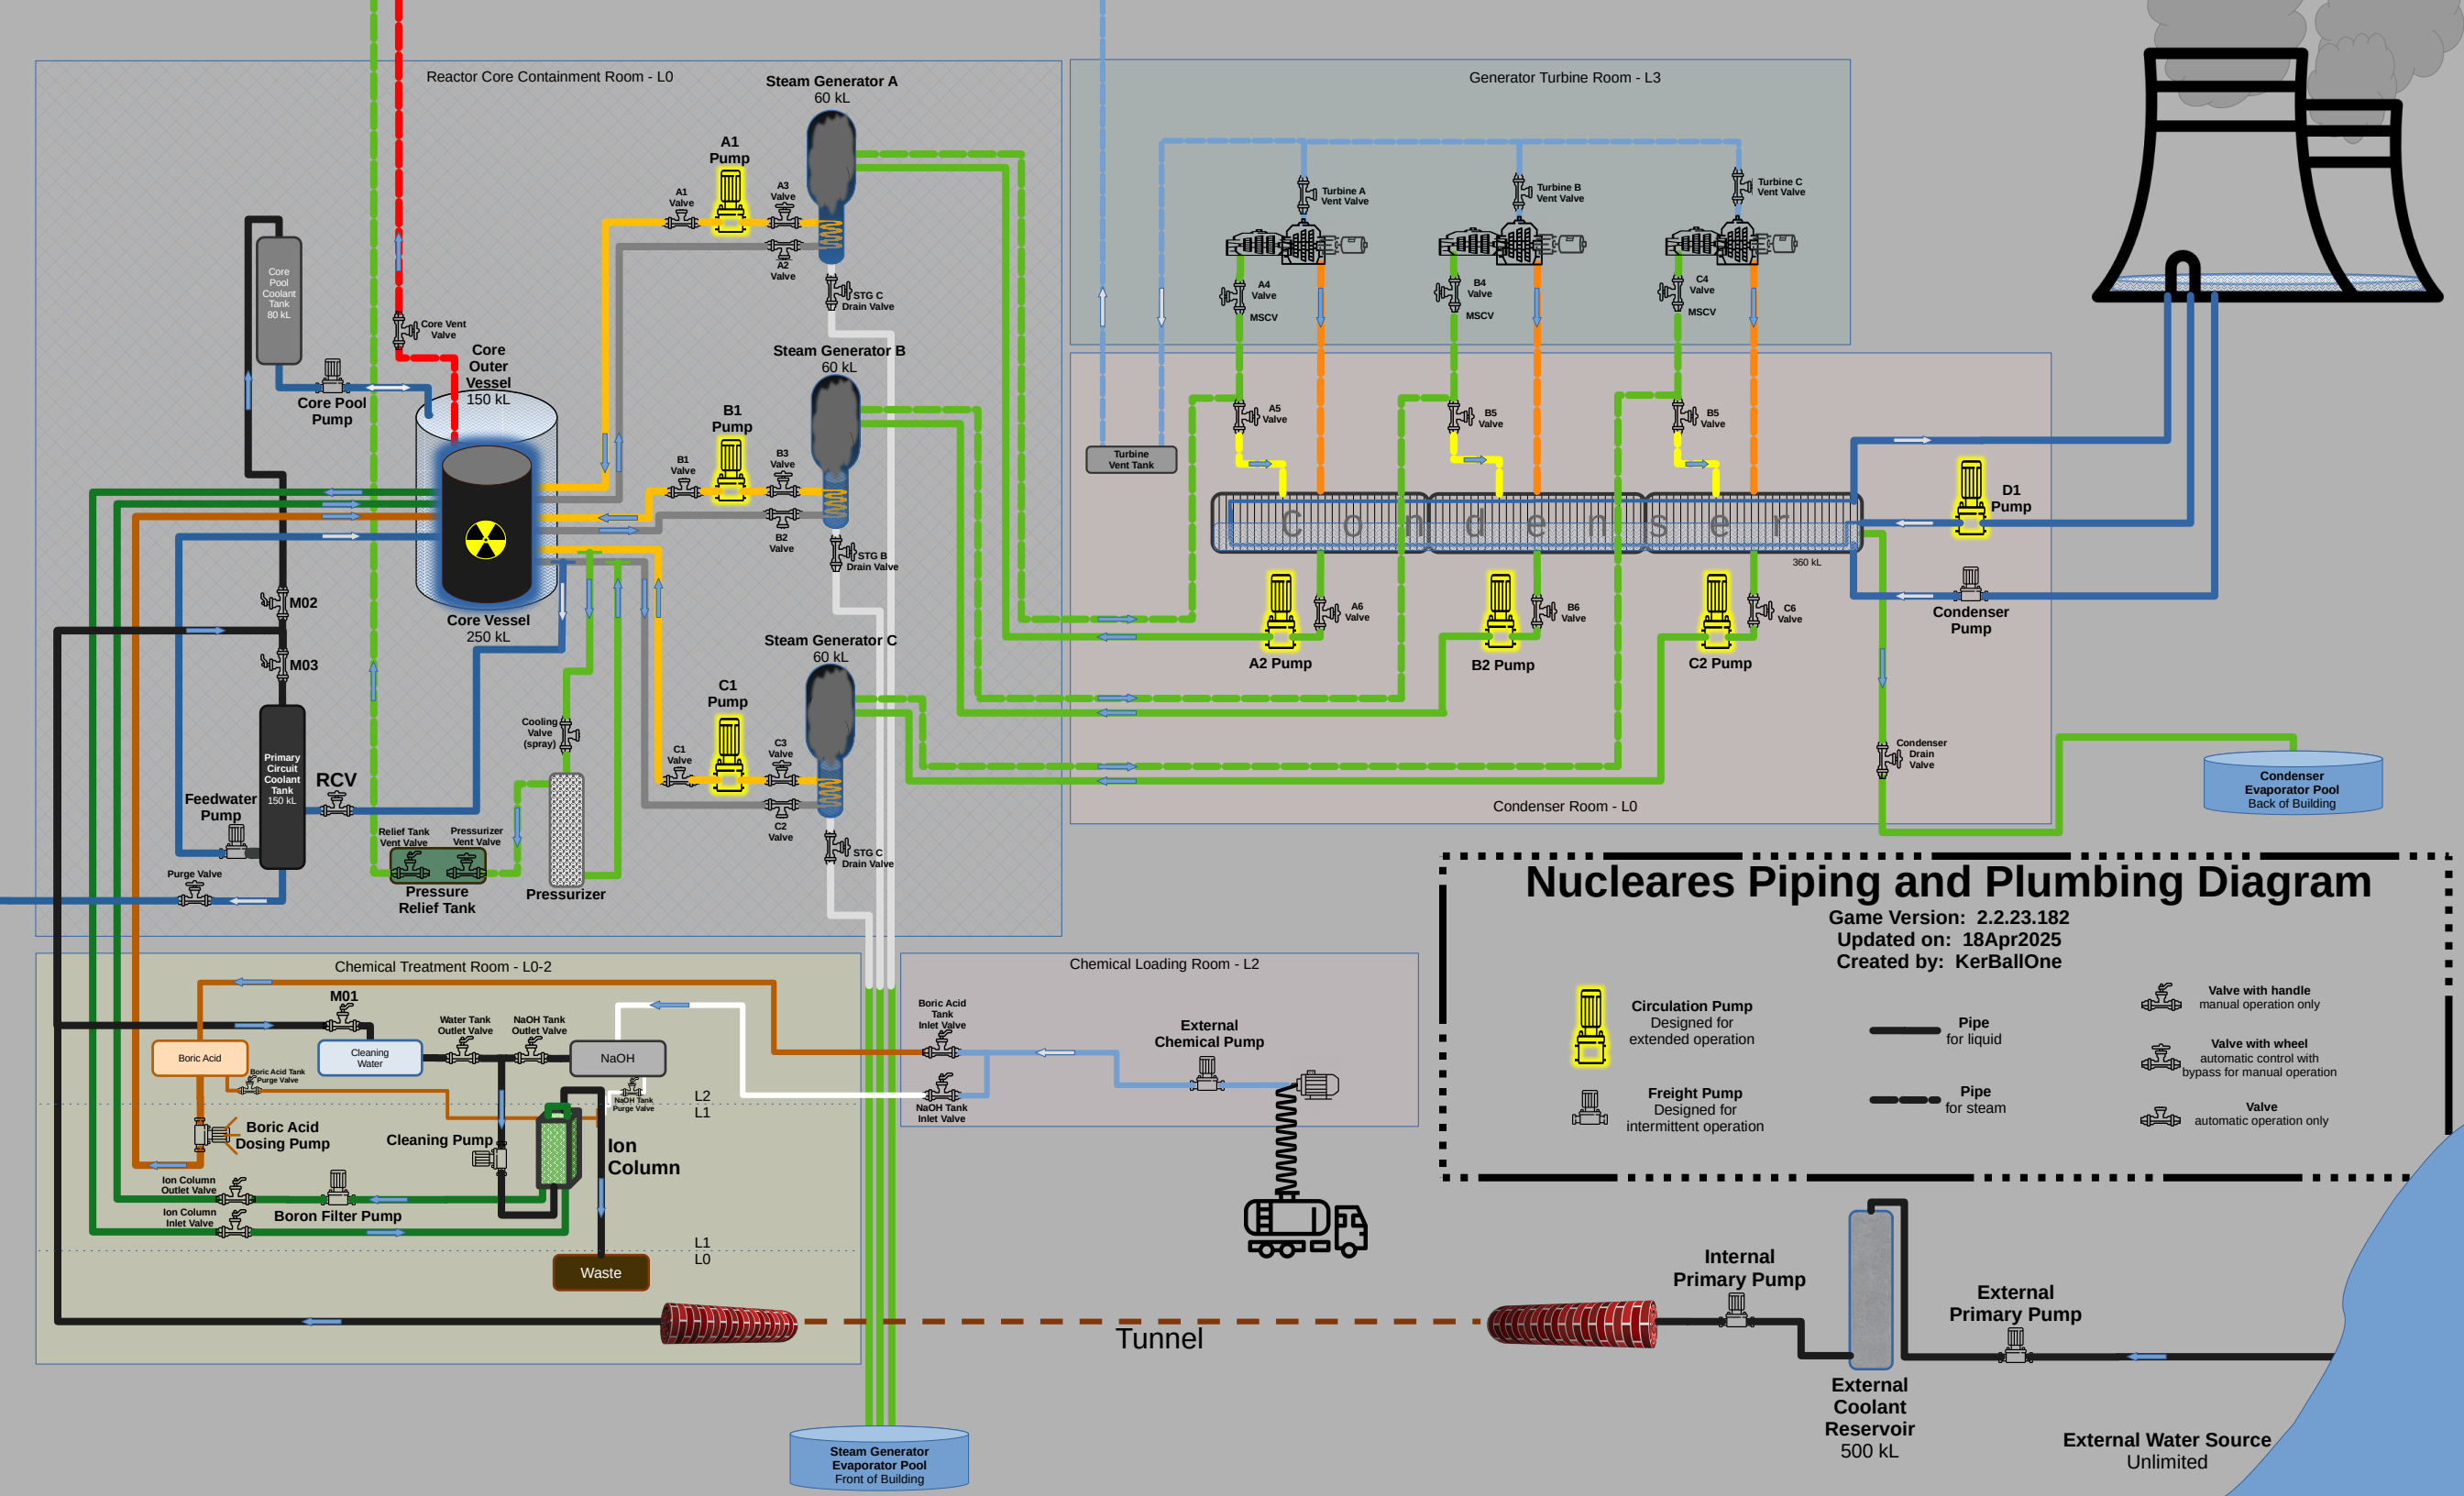 Reactor Core Containment Room - L0
Steam Generator A
60 kL
Generator Turbine Room - L3
A1
Pump
A1
Valve
A3
Valve
A2
Valve
STG C
Drain Valve
Turbine A
Vent Valve
Turbine B
Vent Valve
Turbine C
Vent Valve
A4
Valve
MSCV
B4
Valve
MSCV
C4
Valve
MSCV
Core
Pool
Coolant
Tank
80 kL
Core Vent
Valve
Core Pool
Pump
Core
Outer
Vessel
150 kL
Steam Generator B
60 kL
B1
Pump
B1
Valve
B3
Valve
B2
Valve
STG B
Drain Valve
A5
Valve
B5
Valve
B5
Valve
Turbine
Vent Tank
Condenser
360 kL
D1
Pump
Condenser
Pump
Core Vessel
250 kL
M02
M03
Steam Generator C
60 kL
A6
Valve
B6
Valve
C6
Valve
A2 Pump
B2 Pump
C2 Pump
C1
Pump
C1
Valve
C3
Valve
C2
Valve
STG C
Drain Valve
Cooling
Valve
(spray)
Primary
Circuit
Coolant
Tank
150 kL
RCV
Feedwater
Pump
Relief Tank
Vent Valve
Pressurizer
Vent Valve
Purge Valve
Pressure
Relief Tank
Pressurizer
Condenser
Drain
Valve
Condenser Room - L0
Condenser
Evaporator Pool
Back of Building
Nucleares Piping and Plumbing Diagram
Game Version: 2.2.23.182
Updated on: 18Apr2025
Created by: KerBallOne
Circulation Pump
Designed for
extended operation
Freight Pump
Designed for
intermittent operation
Pipe
for liquid
Pipe
for steam
Valve with handle
manual operation only
Valve with wheel
automatic control with
bypass for manual operation
Valve
automatic operation only
Chemical Treatment Room - L0-2
M01
Water Tank
Outlet Valve
NaOH Tank
Outlet Valve
Boric Acid
Cleaning
Water
NaOH
Boric Acid Tank
Purge Valve
NaOH Tank
Purge Valve
L2
L1
Boric Acid
Dosing Pump
Cleaning Pump
Ion
Column
Ion Column
Outlet Valve
Ion Column
Inlet Valve
Boron Filter Pump
L1
L0
Waste
Chemical Loading Room - L2
Boric Acid
Tank
Inlet Valve
NaOH Tank
Inlet Valve
External
Chemical Pump
Tunnel
Internal
Primary Pump
External
Primary Pump
External
Coolant
Reservoir
500 kL
External Water Source
Unlimited
Steam Generator
Evaporator Pool
Front of Building